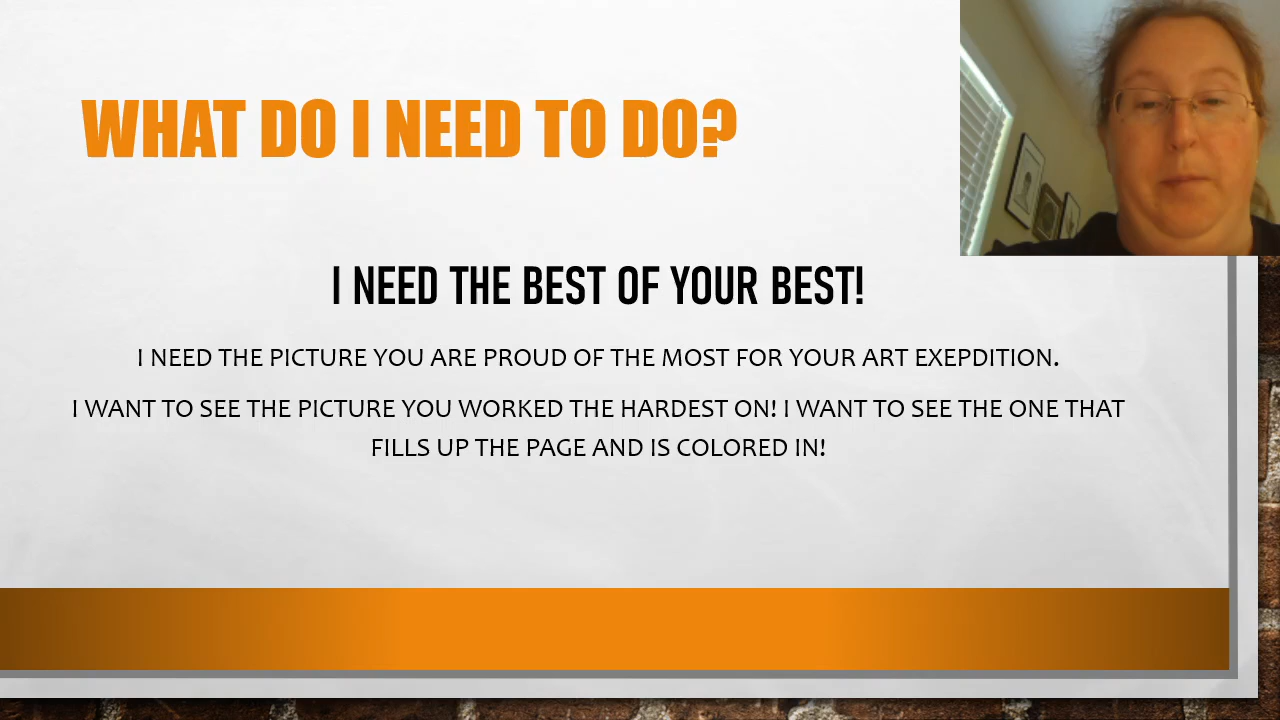 WHAT DO I NEED TO DO?
I NEED THE BEST OF YOUR BEST!
I NEED THE PICTURE YOU ARE PROUD OF THE MOST FOR YOUR ART EXEPDITION.
I WANT TO SEE THE PICTURE YOU WORKED THE HARDEST ON! I WANT TO SEE THE ONE THAT
FILLS UP THE PAGE AND IS COLORED IN!